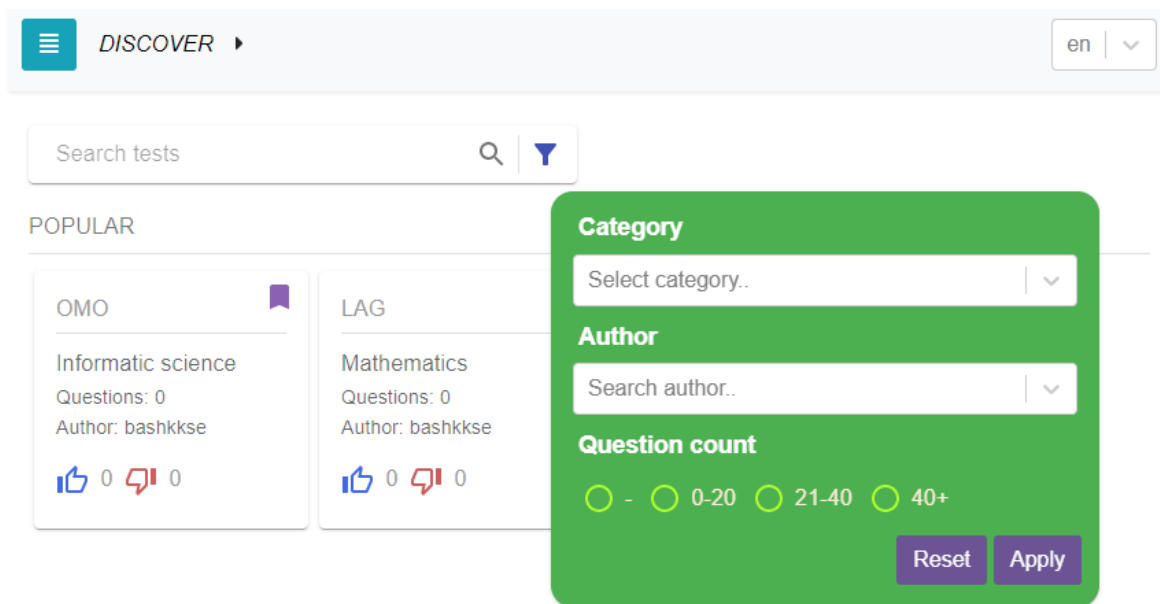 DISCOVER
en
Search tests
POPULAR
OMO
Informatic science
Questions: 0
Author: bashkkse
0 0
LAG
Mathematics
Questions: 0
Author: bashkkse
0 0
Category
Select category..
Author
Search author..
Question count
- 0-20 21-40 40+
Reset Apply